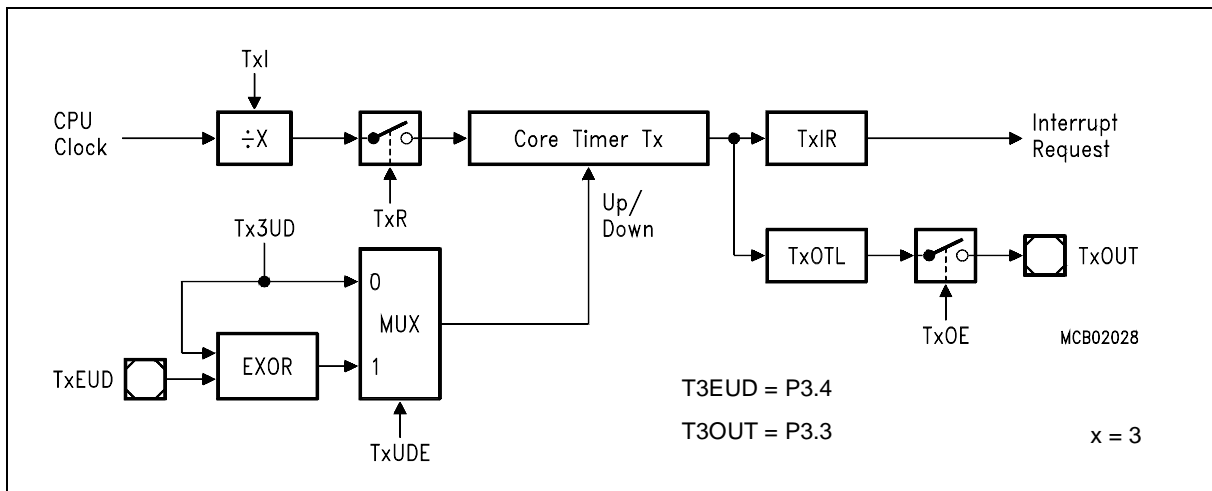 TxI
CPU
Clock
÷X
Core Timer Tx
TxIR
Interrupt
Request
TxR
Up/
Down
Tx3UD
0
MUX
1
EXOR
TxEUD
TxUDE
TxOTL
TxOUT
TxOE
MCB02028
T3EUD = P3.4
T3OUT = P3.3
x = 3